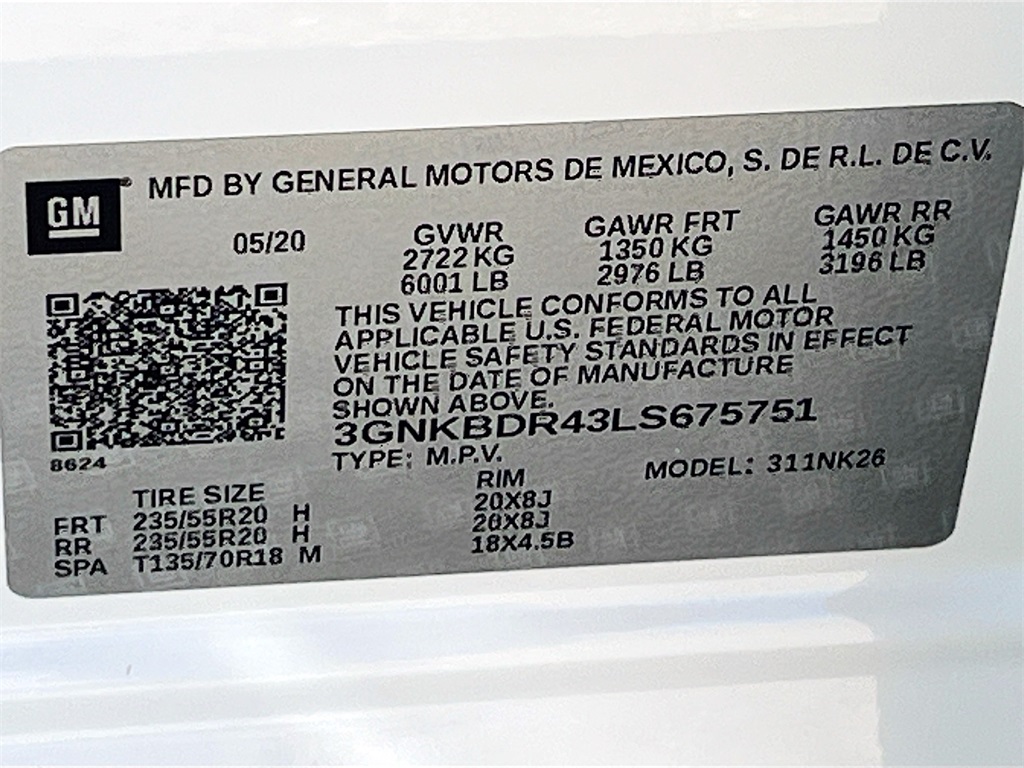 GM MFD BY GENERAL MOTORS DE MEXICO, S. DE R.L. DE C.V.
05/20 GVWR GAWR FRT GAWR RR
2722 KG 1350 KG 1450 KG
6001 LB 2976 LB 3196 LB
THIS VEHICLE CONFORMS TO ALL
APPLICABLE U.S. FEDERAL MOTOR
VEHICLE SAFETY STANDARDS IN EFFECT
ON THE DATE OF MANUFACTURE
SHOWN ABOVE.
3GNKBDR43LS675751
8624 TYPE: M.P.V. MODEL: 311NK26
TIRE SIZE RIM
FRT 235/55R20 H 20X8J
RR 235/55R20 H 20X8J
SPA T135/70R18 M 18X4.5B